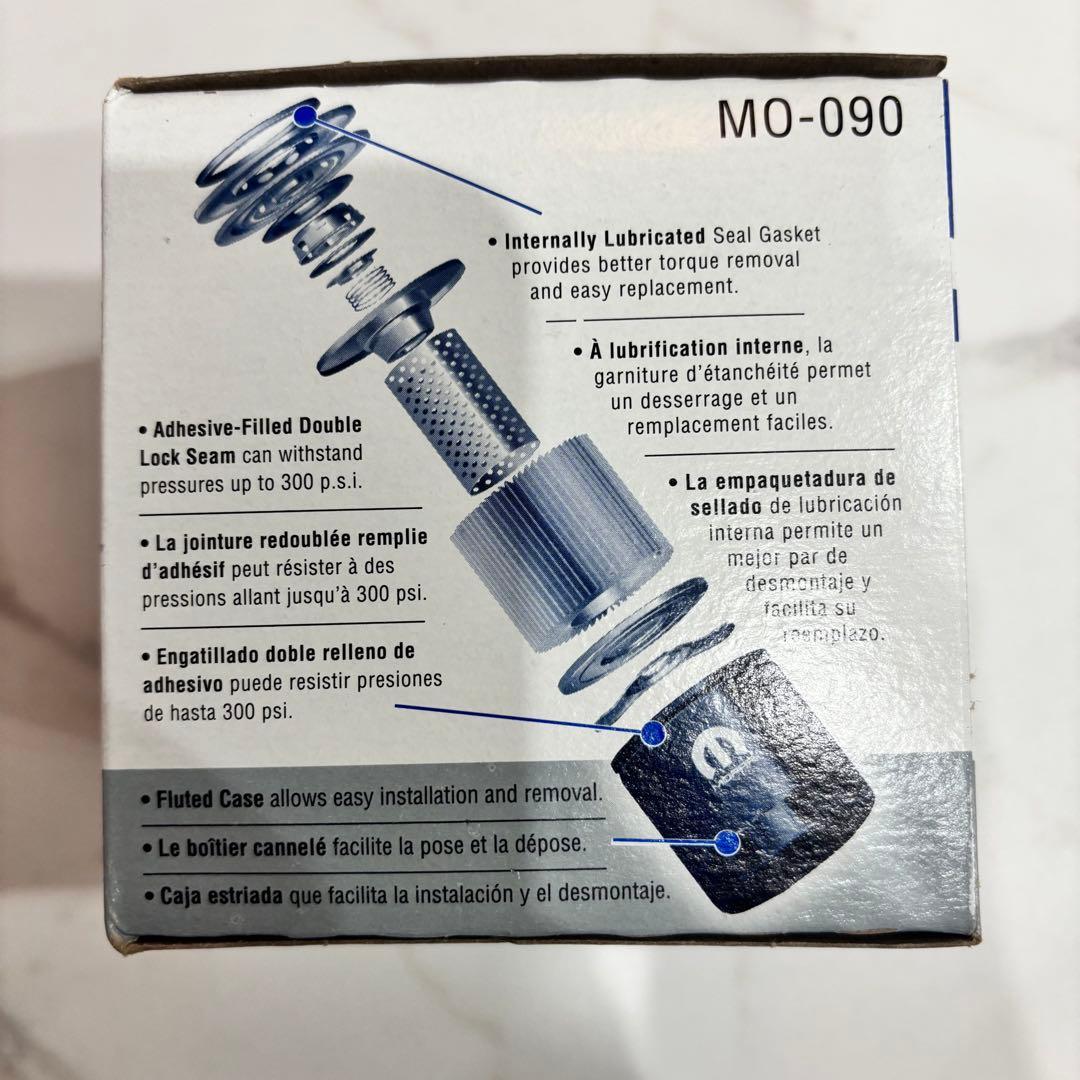 MO-090
• Internally Lubricated Seal Gasket
provides better torque removal
and easy replacement.
• À lubrification interne, la
garniture d'étanchéité permet
un desserrage et un
remplacement faciles.
• La empaquetadura de
sellado de lubricación
interna permite un
mejor par de
desmontaje y
facilita su
reemplazo.
• Adhesive-Filled Double
Lock Seam can withstand
pressures up to 300 p.s.i.
• La jointure redoublée remplie
d'adhésif peut résister à des
pressions allant jusqu'à 300 psi.
• Engatillado doble relleno de
adhesivo puede resistir presiones
de hasta 300 psi.
• Fluted Case allows easy installation and removal.
• Le boîtier cannelé facilite la pose et la dépose.
• Caja estriada que facilita la instalación y el desmontaje.